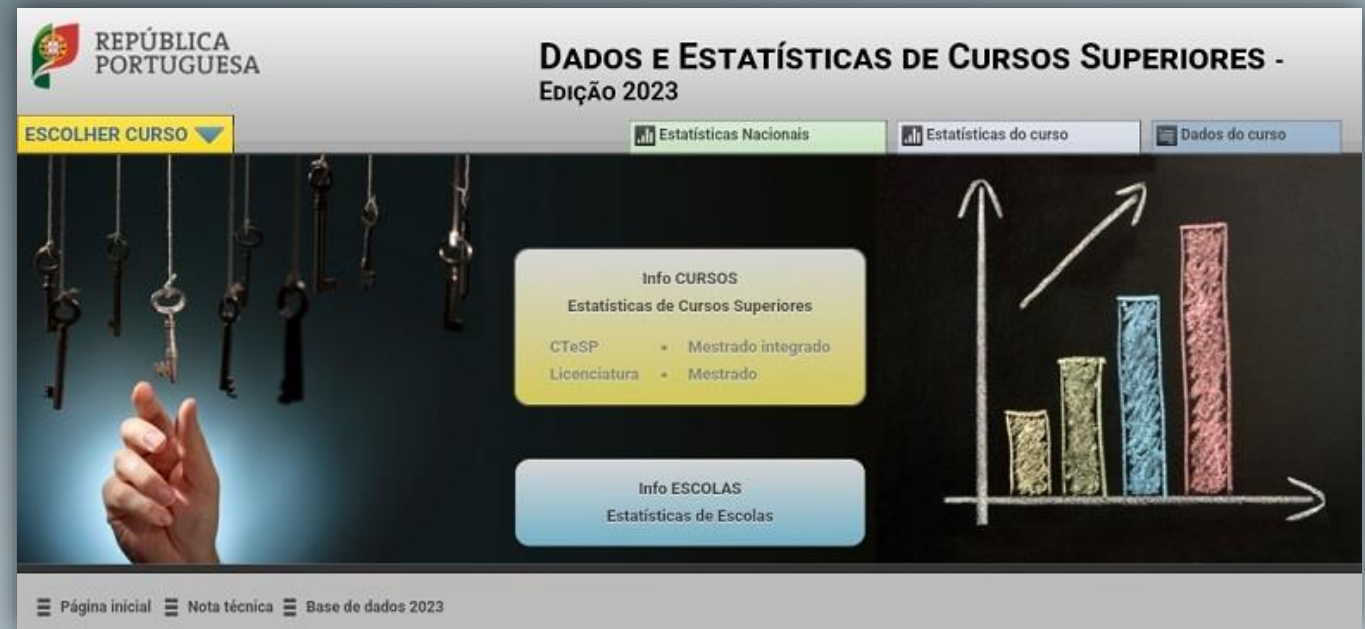 REPÚBLICA
PORTUGUESA
DADOS E ESTATÍSTICAS DE CURSOS SUPERIORES -
EDIÇÃO 2023
ESCOLHER CURSO
Estatísticas Nacionais
Estatísticas do curso
Dados do curso
Info CURSOS
Estatísticas de Cursos Superiores
CTeSP • Mestrado integrado
Licenciatura • Mestrado
Info ESCOLAS
Estatísticas de Escolas
Página inicial Nota técnica Base de dados 2023